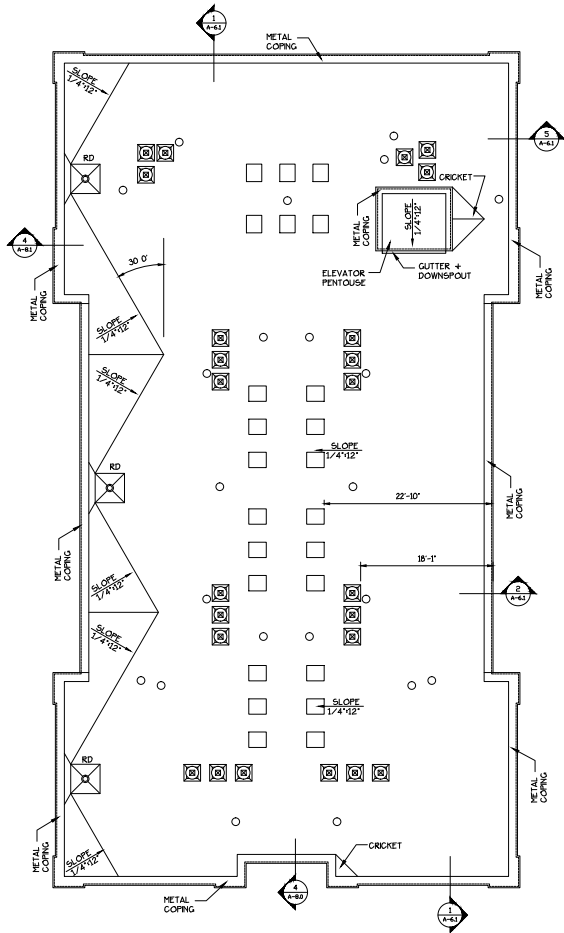 1
A-6.1
METAL
COPING
SLOPE
1/4":12"
5
A-6.1
RD
CRICKET
4
A-8.1
METAL
COPING
SLOPE
1/4":12"
30 0'
ELEVATOR
PENTOUSE
GUTTER +
DOWNSPOUT
METAL
COPING
METAL
COPING
SLOPE
1/4":12"
SLOPE
1/4":12"
SLOPE
1/4":12"
RD
22'-10"
METAL
COPING
METAL
COPING
18'-1"
SLOPE
1/4":12"
2
A-6.1
SLOPE
1/4":12"
SLOPE
1/4":12"
RD
METAL
COPING
METAL
COPING
SLOPE
1/4":12"
CRICKET
METAL
COPING
4
A-8.0
1
A-6.1